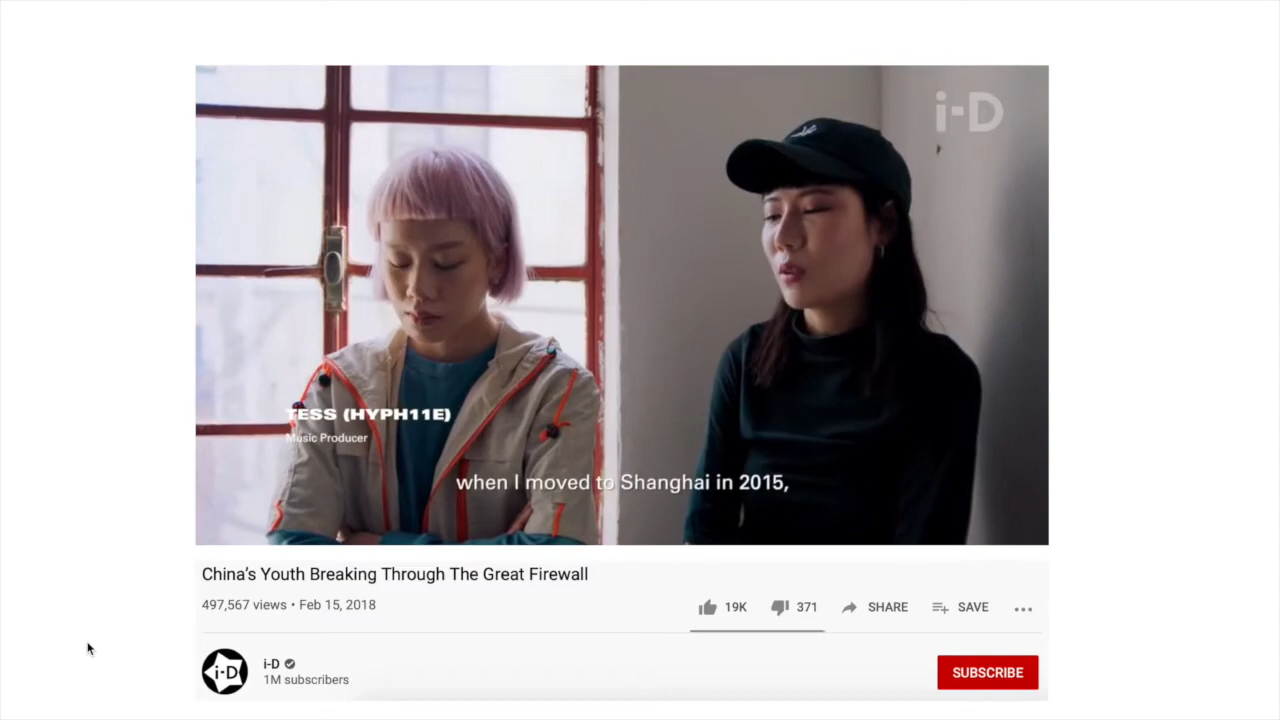 i-D
TESS (HYPH11E)
Music Producer
when I moved to Shanghai in 2015,
China's Youth Breaking Through The Great Firewall
497,567 views • Feb 15, 2018
19K
371
SHARE
SAVE
i-D
i-D
1M subscribers
SUBSCRIBE